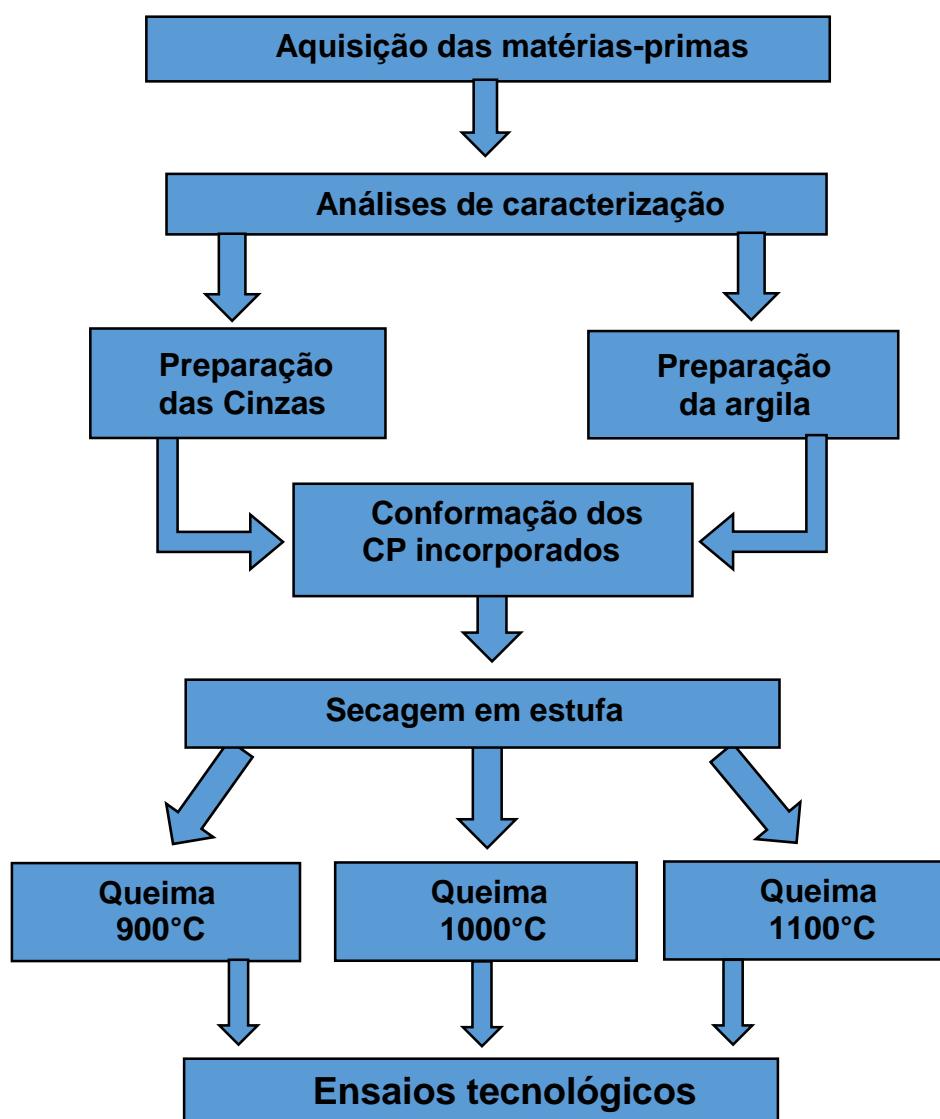 Aquisição das matérias-primas
Análises de caracterização
Preparação
das Cinzas
Preparação
da argila
Conformação dos
CP incorporados
Secagem em estufa
Queima
900°C
Queima
1000°C
Queima
1100°C
Ensaios tecnológicos